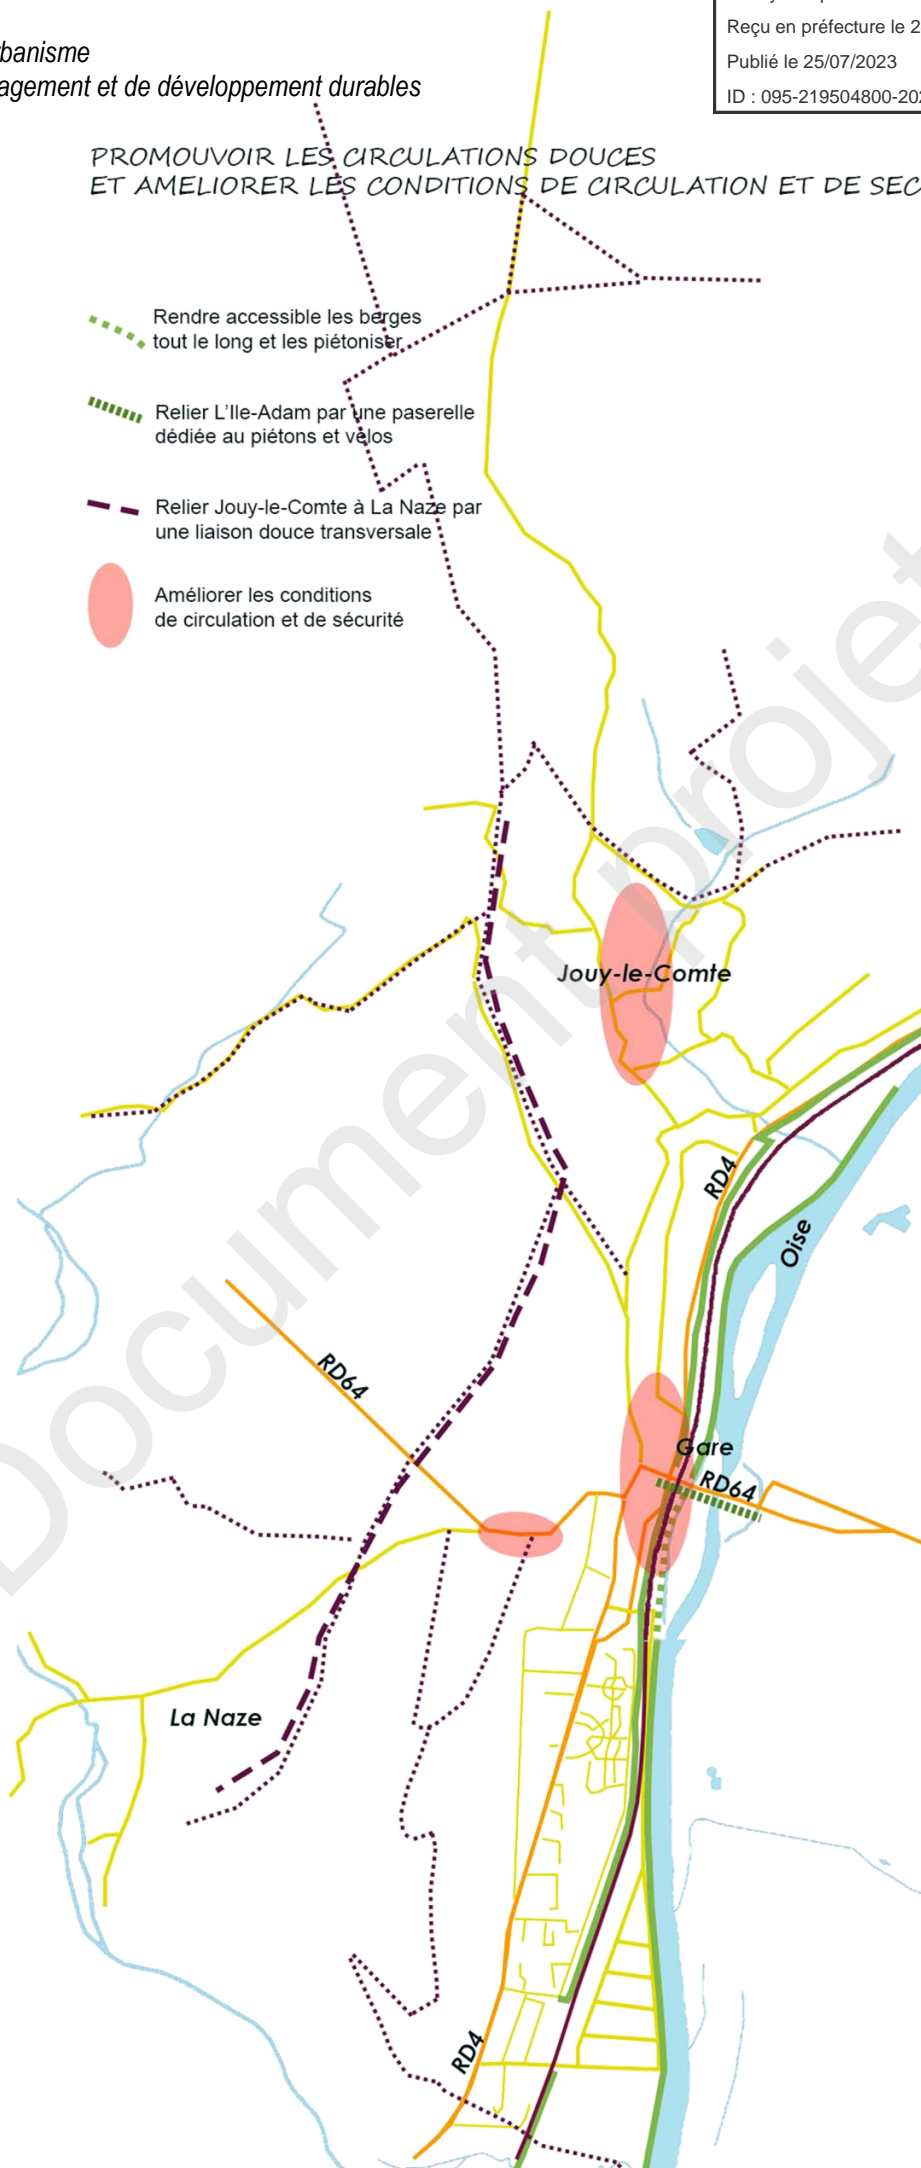 Reçu en préfecture le 2
Publié le 25/07/2023
ID : 095-219504800-202
rbanisme
agement et de développement durables
PROMOUVOIR LES CIRCULATIONS DOUCES
ET AMELIORER LES CONDITIONS DE CIRCULATION ET DE SEC
Rendre accessible les berges
tout le long et les piétoniser
Relier L'Ile-Adam par une paserelle
dédiée au piétons et vélos
Relier Jouy-le-Comte à La Naze par
une liaison douce transversale
Améliorer les conditions
de circulation et de sécurité
Jouy-le-Comte
RD4
Oise
RD64
Gare
RD64
La Naze
RD4
Document projet